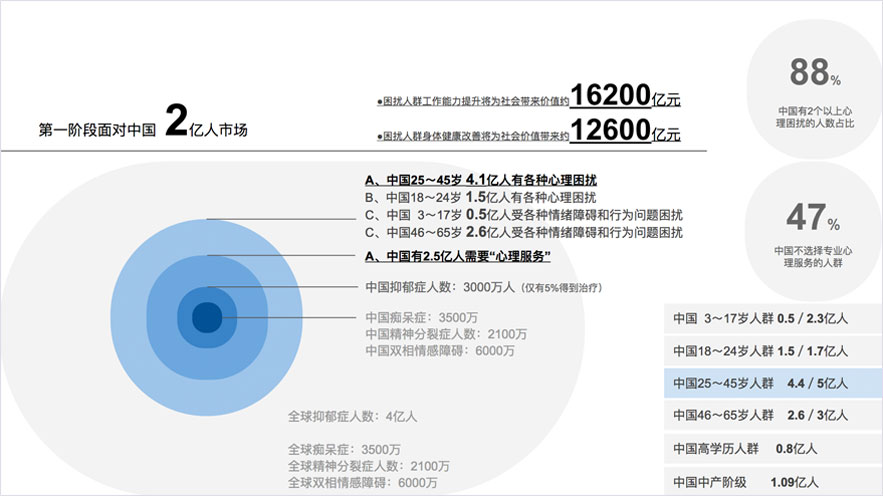 第一阶段面对中国 2亿人市场
●困扰人群工作能力提升将为社会带来价值约16200亿元
●困扰人群身体健康改善将为社会价值带来约12600亿元
88%
中国有2个以上心
理困扰的人数占比
47%
中国不选择专业心
理服务的人群
A、中国25～45岁 4.1亿人有各种心理困扰
B、中国18～24岁 1.5亿人有各种心理困扰
C、中国 3～17岁 0.5亿人受各种情绪障碍和行为问题困扰
C、中国46～65岁 2.6亿人受各种情绪障碍和行为问题困扰
A、中国有2.5亿人需要“心理服务”
中国抑郁症人数：3000万人（仅有5%得到治疗）
中国痴呆症：3500万
中国精神分裂症人数：2100万
中国双相情感障碍：6000万
全球抑郁症人数：4亿人
全球痴呆症：3500万
全球精神分裂症人数：2100万
全球双相情感障碍：6000万
中国 3～17岁人群 0.5 / 2.3亿人
中国18～24岁人群 1.5 / 1.7亿人
中国25～45岁人群 4.4 / 5亿人
中国46～65岁人群 2.6 / 3亿人
中国高学历人群 0.8亿人
中国中产阶级 1.09亿人